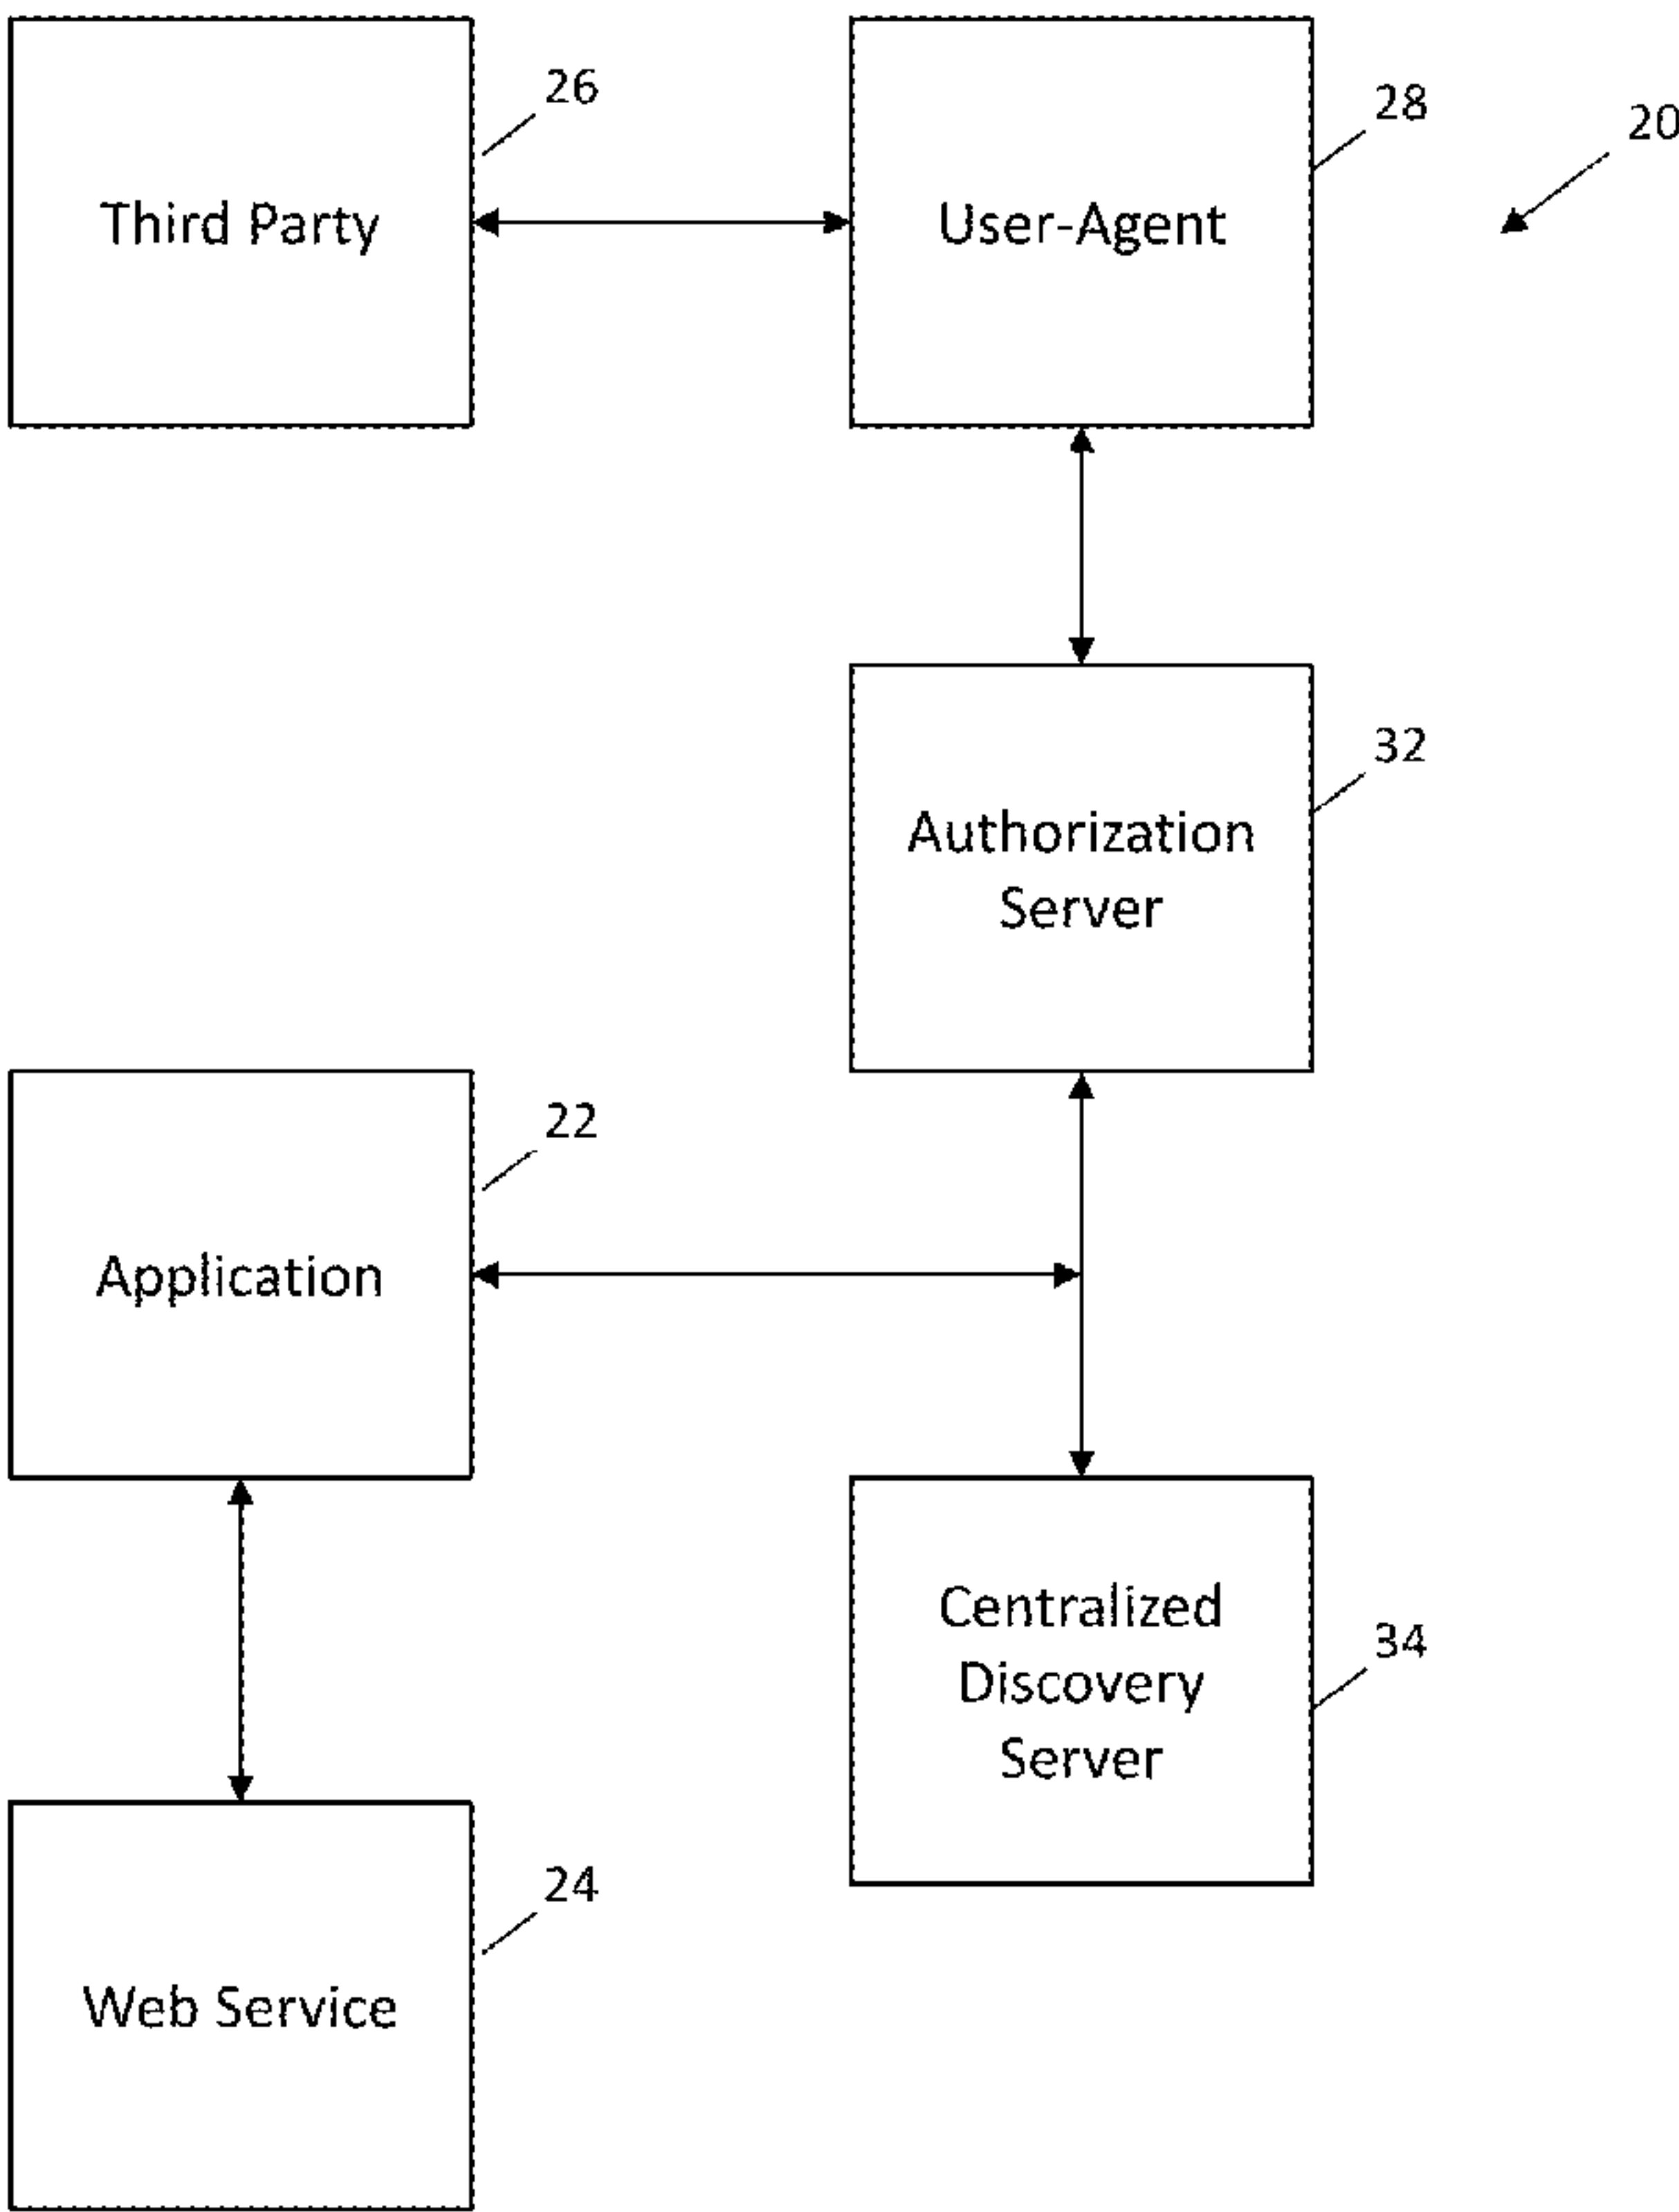 26
28
20
Third Party
User-Agent
32
Authorization
Server
22
Application
Centralized
Discovery
Server
34
24
Web Service